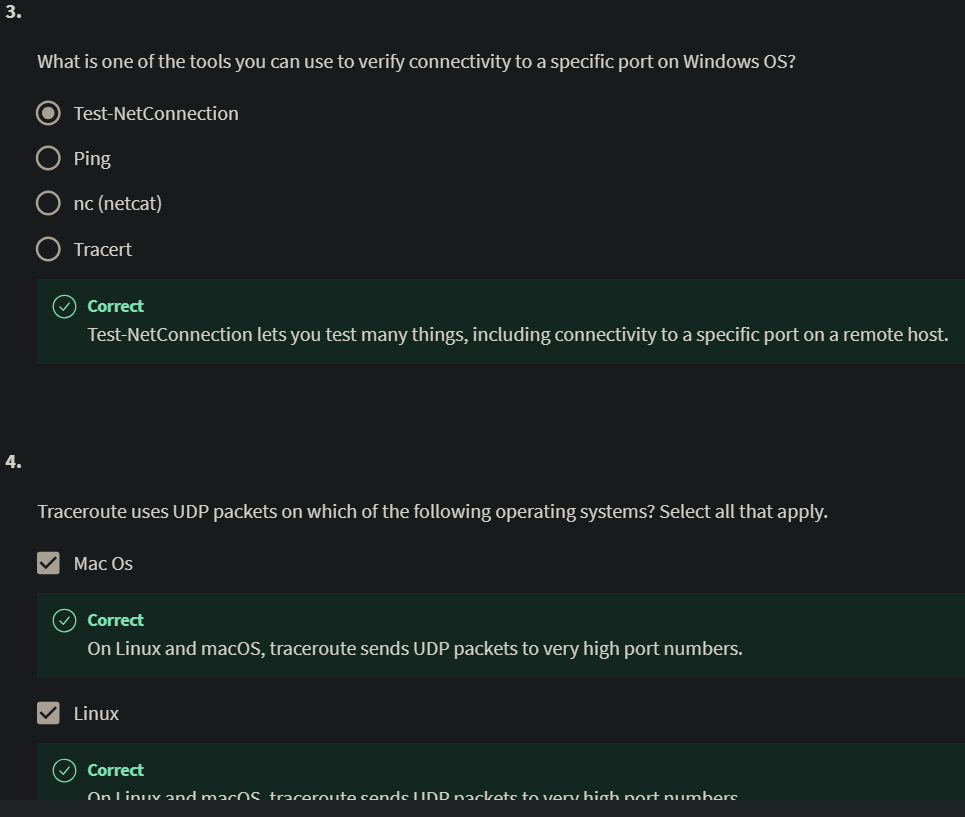 3.
What is one of the tools you can use to verify connectivity to a specific port on Windows OS?
Test-NetConnection
Ping
nc (netcat)
Tracert
Correct
Test-NetConnection lets you test many things, including connectivity to a specific port on a remote host.
4.
Traceroute uses UDP packets on which of the following operating systems? Select all that apply.
Mac Os
Correct
On Linux and macOS, traceroute sends UDP packets to very high port numbers.
Linux
Correct
On Linux and macOS, traceroute sends UDP packets to very high port numbers.